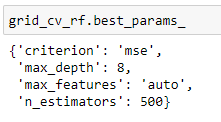 grid_cv_rf.best_params_
{'criterion': 'mse',
 'max_depth': 8,
 'max_features': 'auto',
 'n_estimators': 500}